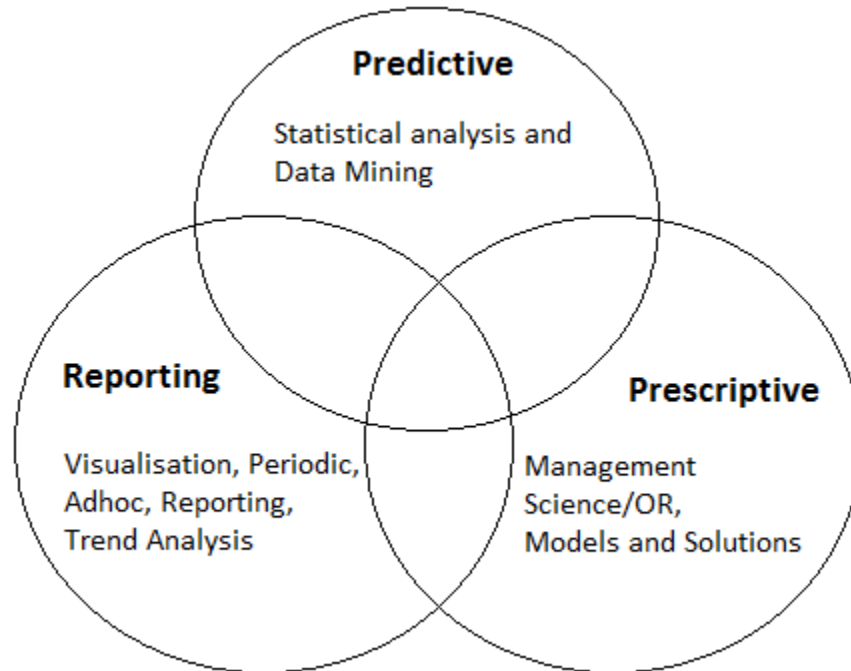 Predictive
Statistical analysis and
Data Mining
Reporting
Visualisation, Periodic,
Adhoc, Reporting,
Trend Analysis
Prescriptive
Management
Science/OR,
Models and Solutions